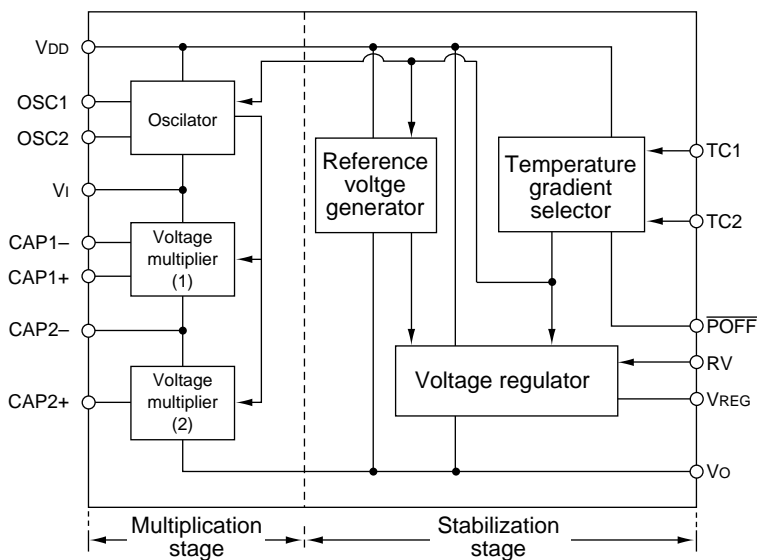 VDD
OSC1
OSC2
VI
CAP1–
CAP1+
CAP2–
CAP2+
Oscilator
Voltage
multiplier
(1)
Voltage
multiplier
(2)
Reference
voltge
generator
Temperature
gradient
selector
Voltage regulator
TC1
TC2
POFF
RV
VREG
VO
Multiplication
stage
Stabilization
stage